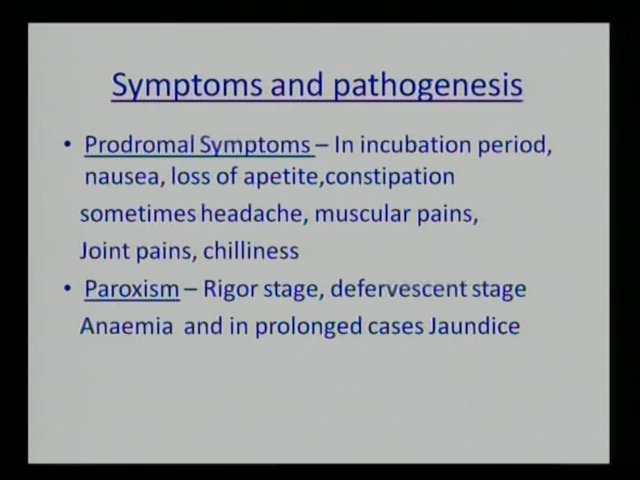 Symptoms and pathogenesis
• Prodromal Symptoms – In incubation period,
nausea, loss of apetite,constipation
sometimes headache, muscular pains,
Joint pains, chilliness
• Paroxism – Rigor stage, defervescent stage
Anaemia and in prolonged cases Jaundice